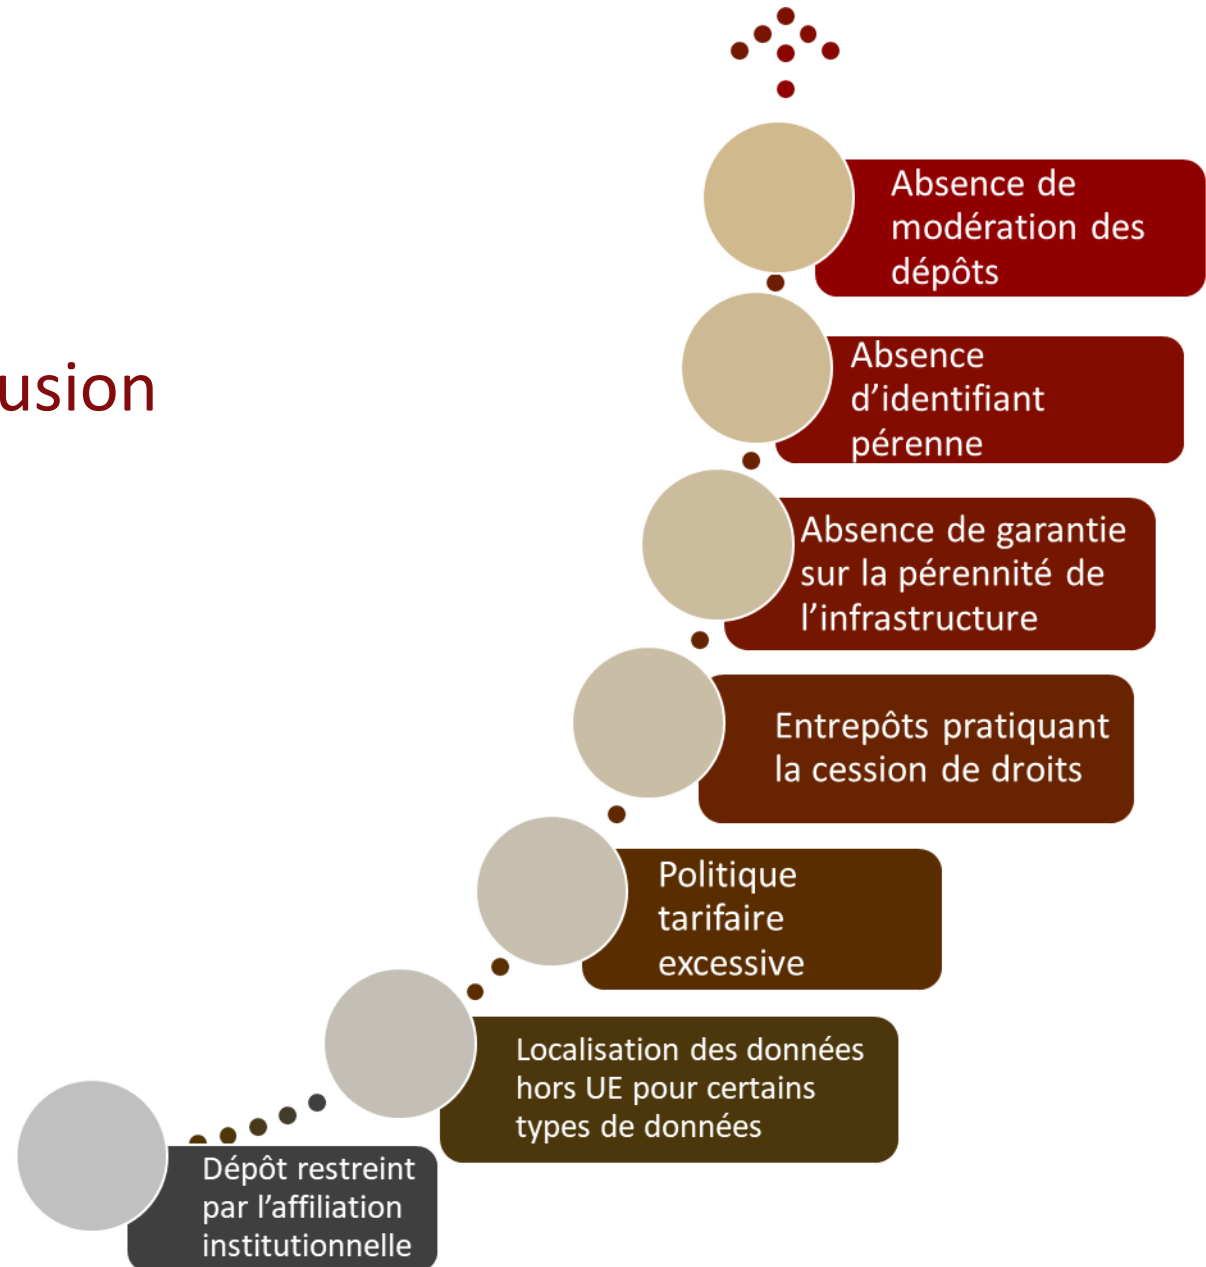 Absence de
modération des
dépôts
usion
Absence
d'identifiant
pérenne
Absence de garantie
sur la pérennité de
l'infrastructure
Entrepôts pratiquant
la cession de droits
Politique
tarifaire
excessive
Localisation des données
hors UE pour certains
types de données
Dépôt restreint
par l'affiliation
institutionnelle